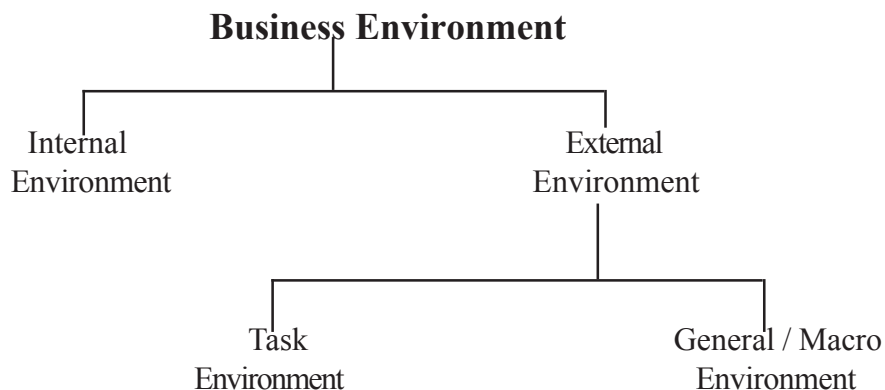 Business Environment
Internal
Environment
External
Environment
Task
Environment
General / Macro
Environment